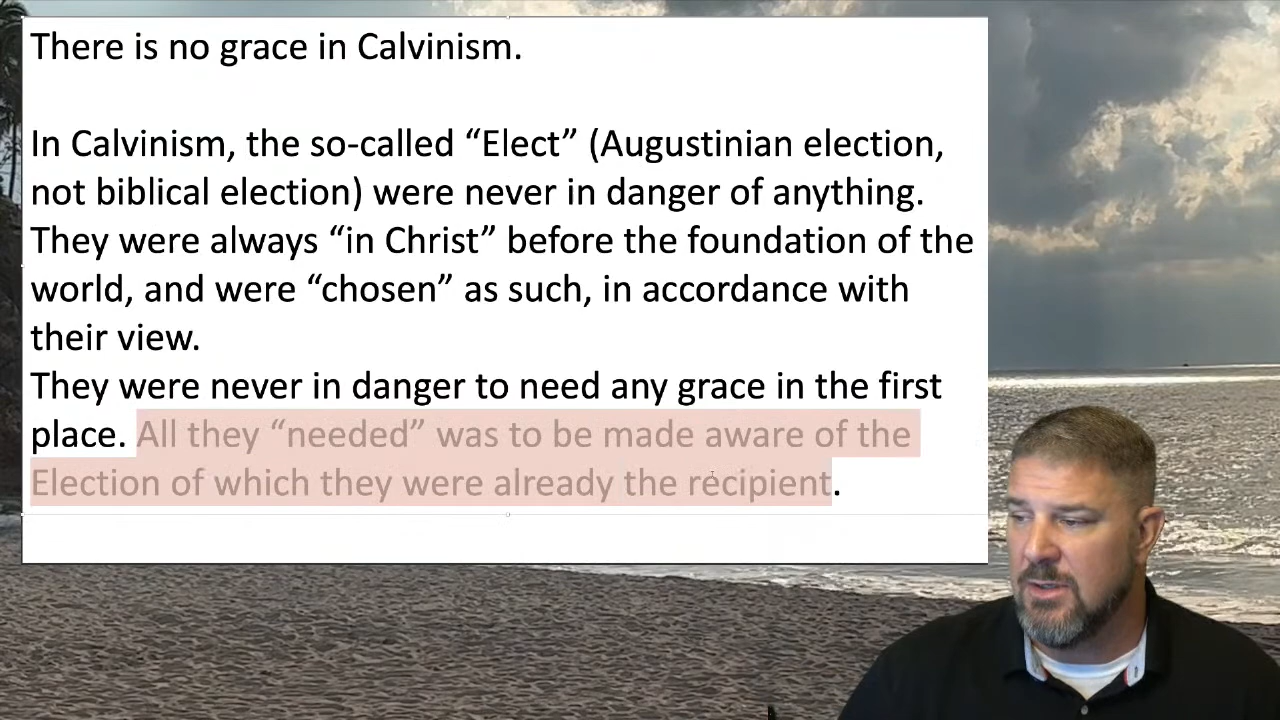 There is no grace in Calvinism.
In Calvinism, the so-called “Elect” (Augustinian election,
not biblical election) were never in danger of anything.
They were always “in Christ” before the foundation of the
world, and were “chosen” as such, in accordance with
their view.
They were never in danger to need any grace in the first
place. All they “needed” was to be made aware of the
Election of which they were already the recipient.